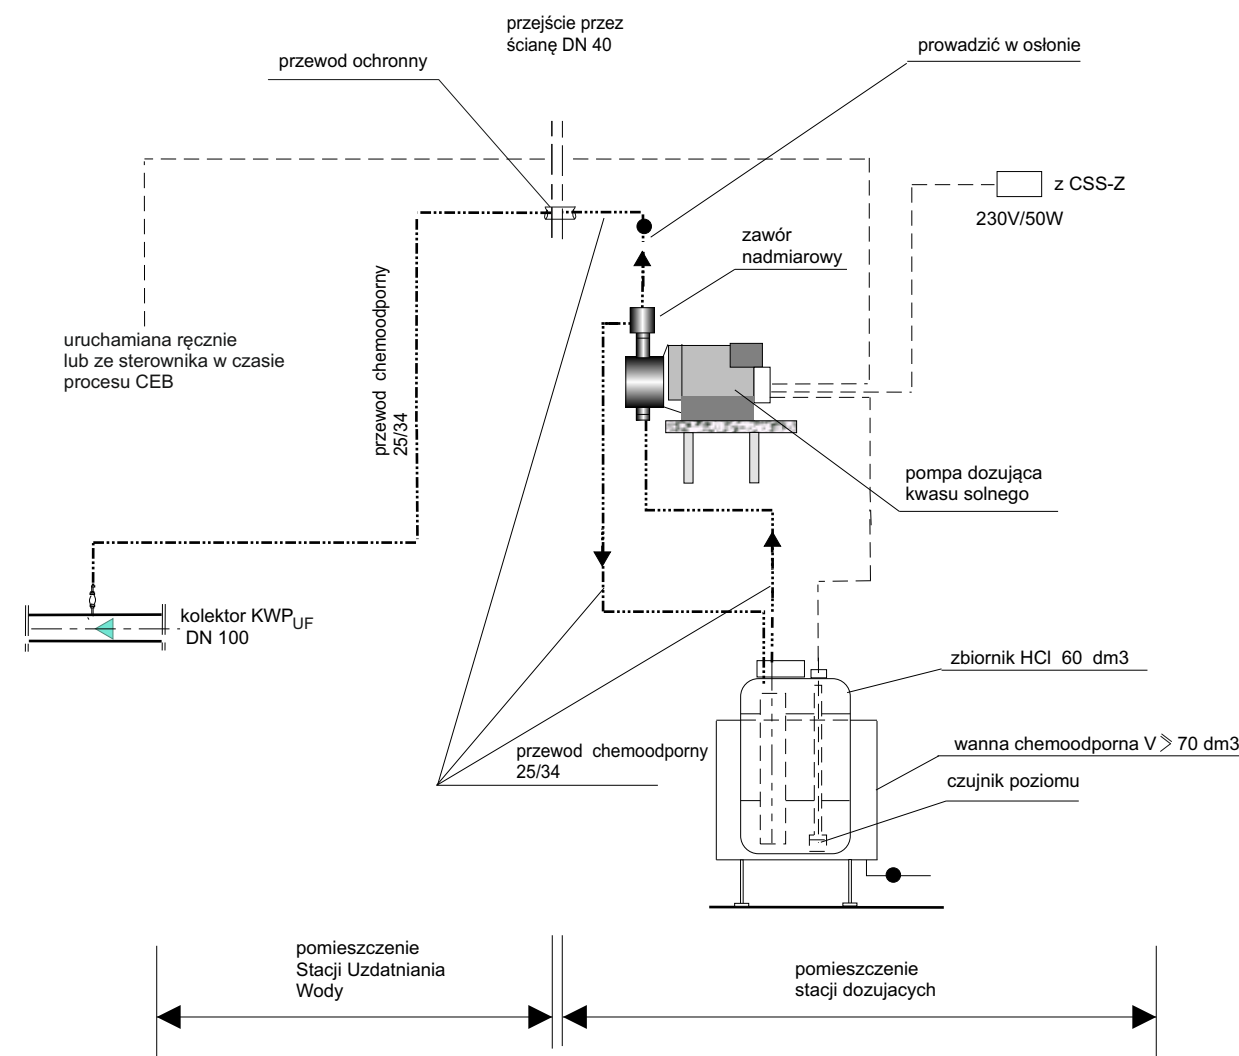 przejście przez
ścianę DN 40
przewod ochronny
prowadzić w osłonie
z CSS-Z
230V/50W
zawór
nadmiarowy
przewod chemoodporny
25/34
uruchamiana ręcznie
lub ze sterownika w czasie
procesu CEB
pompa dozująca
kwasu solnego
kolektor KWP UF
DN 100
zbiornik HCl 60 dm3
przewod chemoodporny
25/34
wanna chemoodporna V ⩾ 70 dm3
czujnik poziomu
pomieszczenie
Stacji Uzdatniania
Wody
pomieszczenie
stacji dozujacych